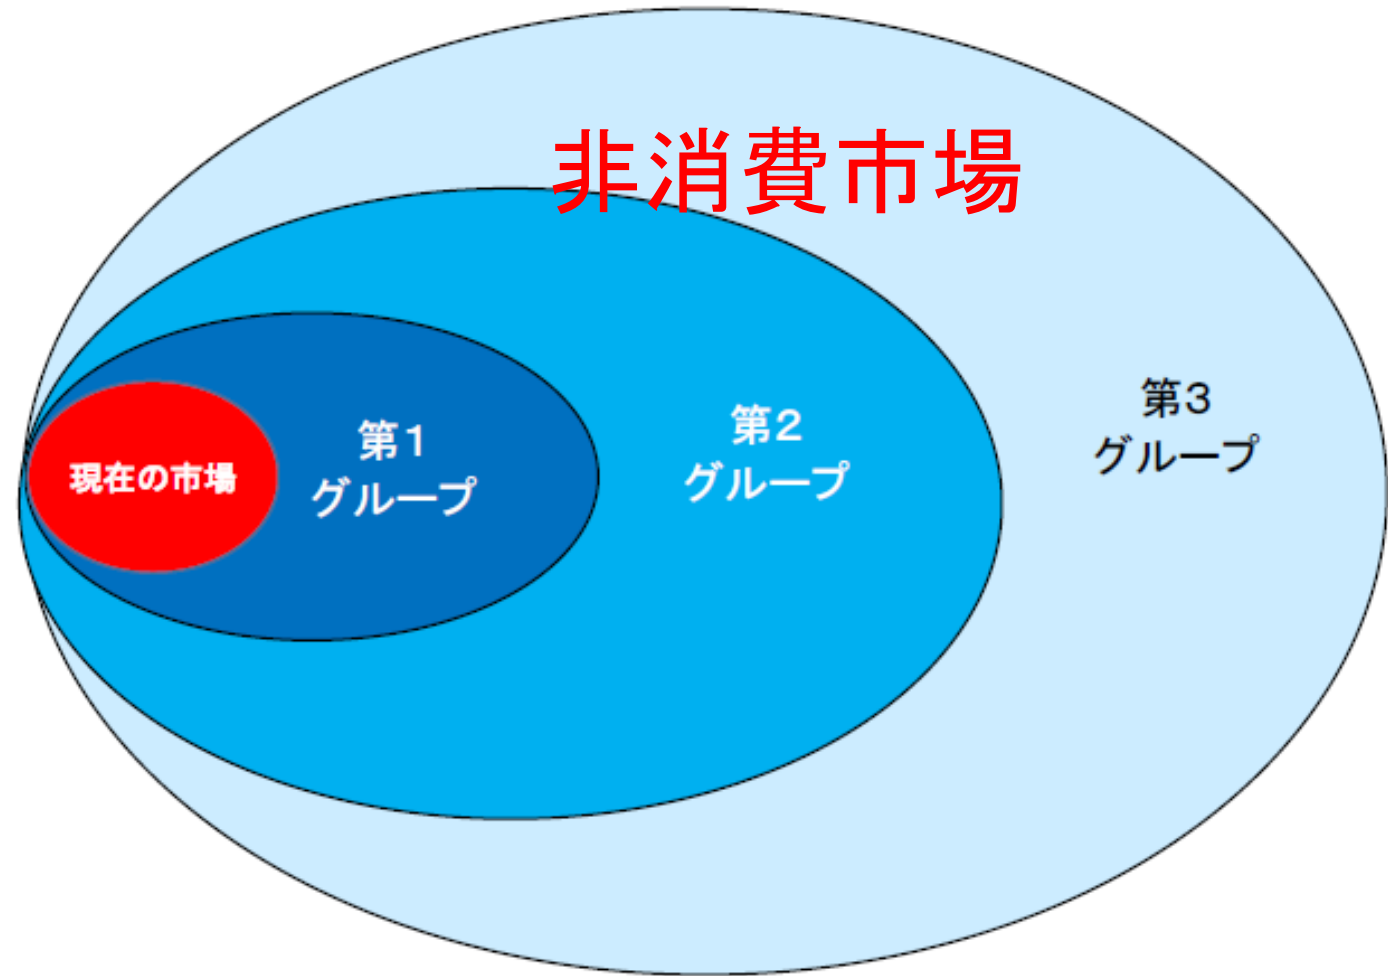 非消費市場
現在の市場
第1
グループ
第2
グループ
第3
グループ